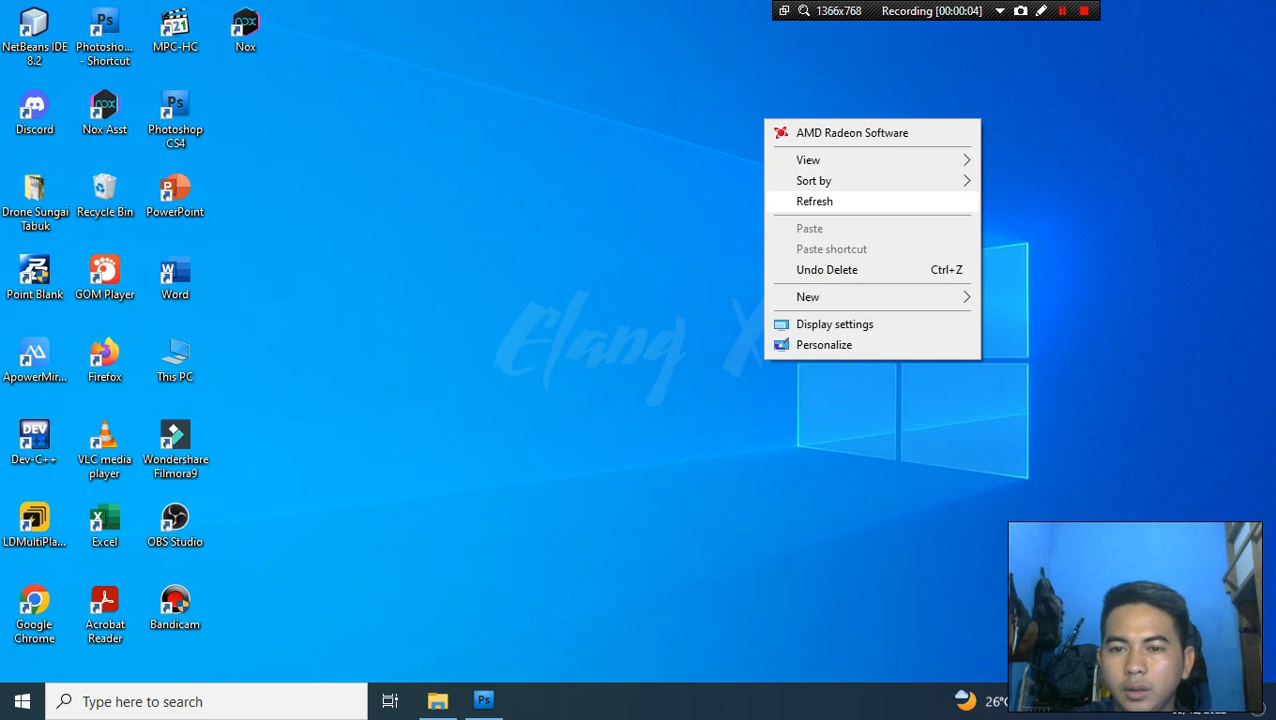 1366x768 Recording [00:00:04]
NetBeans IDE
8.2
Photosho...
- Shortcut
MPC-HC
Nox
Discord
Nox Asst
Photoshop
CS4
Drone Sungai
Tabuk
Recycle Bin
PowerPoint
Point Blank
GOM Player
Word
ApowerMir...
Firefox
This PC
Dev-C++
VLC media
player
Wondershare
Filmora9
LDMultiPla...
Excel
OBS Studio
Google
Chrome
Acrobat
Reader
Bandicam
AMD Radeon Software
View
Sort by
Refresh
Paste
Paste shortcut
Undo Delete Ctrl+Z
New
Display settings
Personalize
Elang X
Type here to search
26°